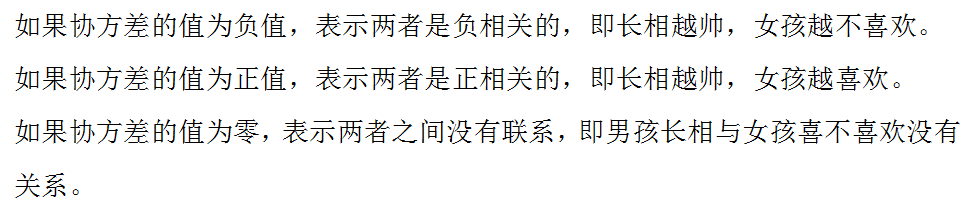 如果协方差的值为负值，表示两者是负相关的，即长相越帅，女孩越不喜欢。
如果协方差的值为正值，表示两者是正相关的，即长相越帅，女孩越喜欢。
如果协方差的值为零，表示两者之间没有联系，即男孩长相与女孩喜不喜欢没有
关系。